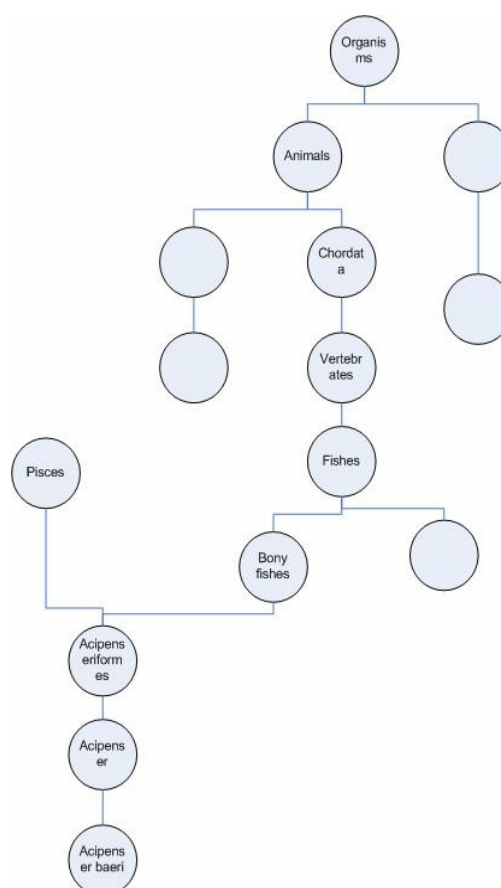 Organis
ms
Animals
Chordat
a
Vertebr
ates
Pisces
Fishes
Bony
fishes
Acipens
eriform
es
Acipens
er
Acipens
er baeri